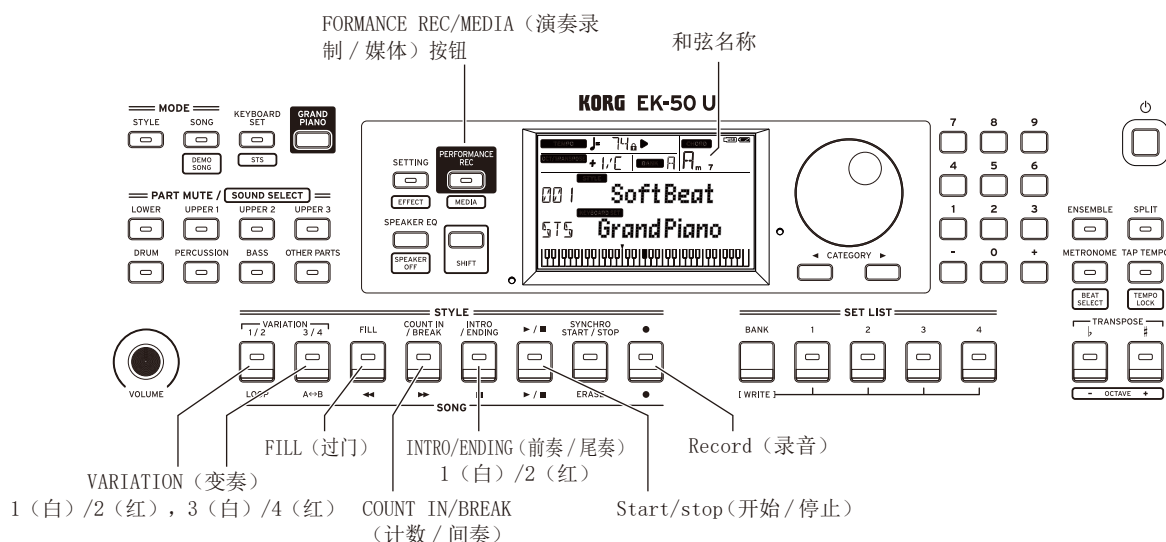 FORMANCE REC/MEDIA（演奏录
制/媒体）按钮
和弦名称
KORG EK-50 U
MODE
STYLE
SONG
DEMO
SONG
KEYBOARD
SET
STS
GRAND
PIANO
PART MUTE / SOUND SELECT
LOWER
UPPER 1
UPPER 2
UPPER 3
DRUM
PERCUSSION
BASS
OTHER PARTS
SETTING
EFFECT
PERFORMANCE
REC
MEDIA
SPEAKER EQ
SPEAKER
OFF
SHIFT
74
+ 1/C
A
Am 7
STYLE
001 SoftBeat
STS GrandPiano
◄ CATEGORY ►
7 8 9
4 5 6
1 2 3
- 0 +
ENSEMBLE
SPLIT
METRONOME
TAP TEMPO
BEAT
SELECT
TEMPO
LOCK
TRANSPOSE
♭ ♯
- OCTAVE +
VOLUME
STYLE
VARIATION
1 / 2
3 / 4
FILL
COUNT IN
/ BREAK
INTRO
/ ENDING
►/■
SYNCHRO
START / STOP
●
LOOP
A↔B
◄◄
►►
►/■
ERASE
●
SONG
SET LIST
BANK
1
2
3
4
[ WRITE ]
FILL（过门）
INTRO/ENDING（前奏/尾奏）
1（白）/2（红）
Record（录音）
VARIATION（变奏）
1（白）/2（红），3（白）/4（红）
COUNT IN/BREAK
（计数/间奏）
Start/stop（开始/停止）